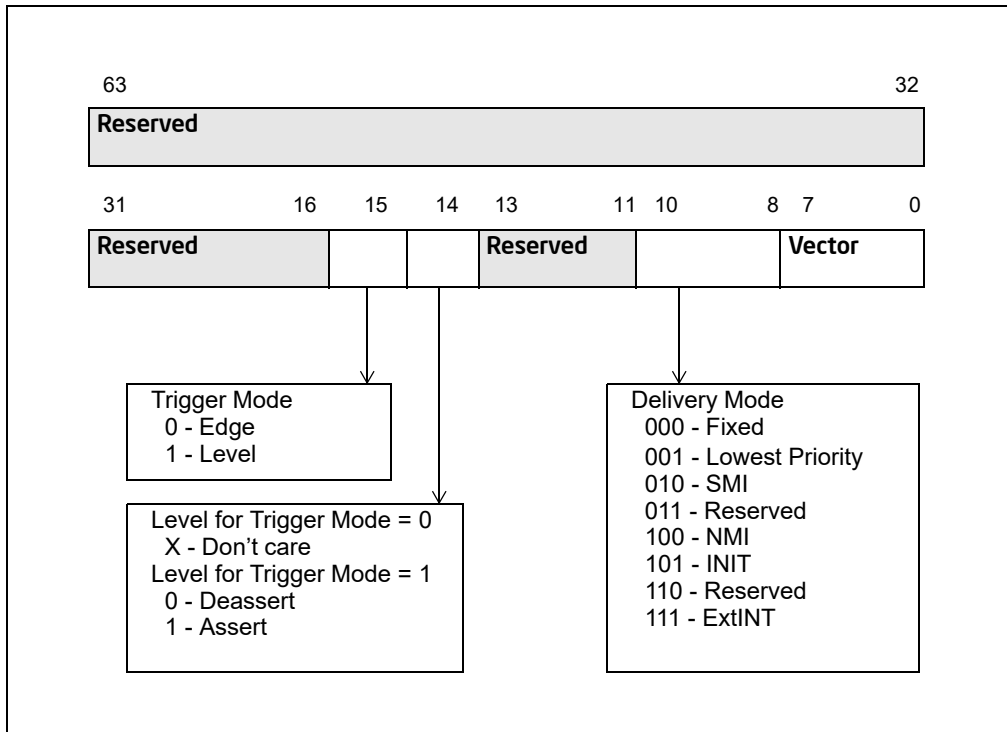 63 32
Reserved
31 16 15 14 13 11 10 8 7 0
Reserved Reserved Vector
Trigger Mode
0 - Edge
1 - Level
Level for Trigger Mode = 0
X - Don’t care
Level for Trigger Mode = 1
0 - Deassert
1 - Assert
Delivery Mode
000 - Fixed
001 - Lowest Priority
010 - SMI
011 - Reserved
100 - NMI
101 - INIT
110 - Reserved
111 - ExtINT